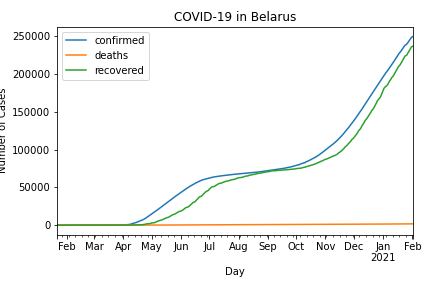 COVID-19 in Belarus
confirmed
deaths
recovered
250000
200000
150000
100000
50000
0
Number of Cases
Feb Mar Apr May Jun Jul Aug Sep Oct Nov Dec Jan Feb
2021
Day